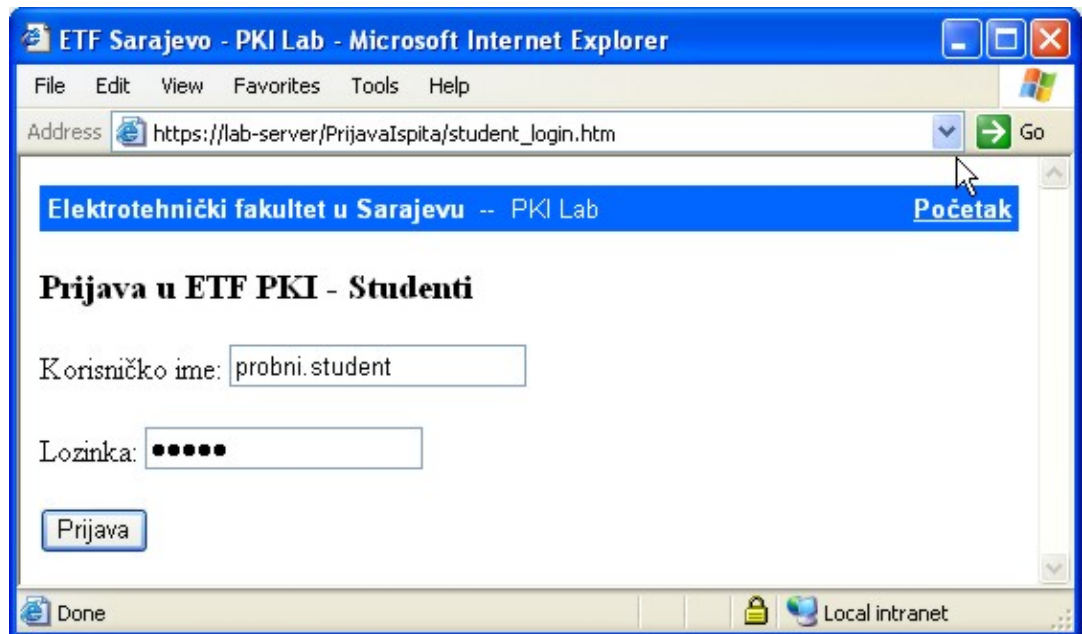 ETF Sarajevo - PKI Lab - Microsoft Internet Explorer
File Edit View Favorites Tools Help
Address https://lab-server/PrijavaIspita/student_login.htm Go
Elektrotehnički fakultet u Sarajevu -- PKI Lab Početak
Prijava u ETF PKI - Studenti
Korisničko ime: probni.student
Lozinka: •••••
Prijava
Done Local intranet